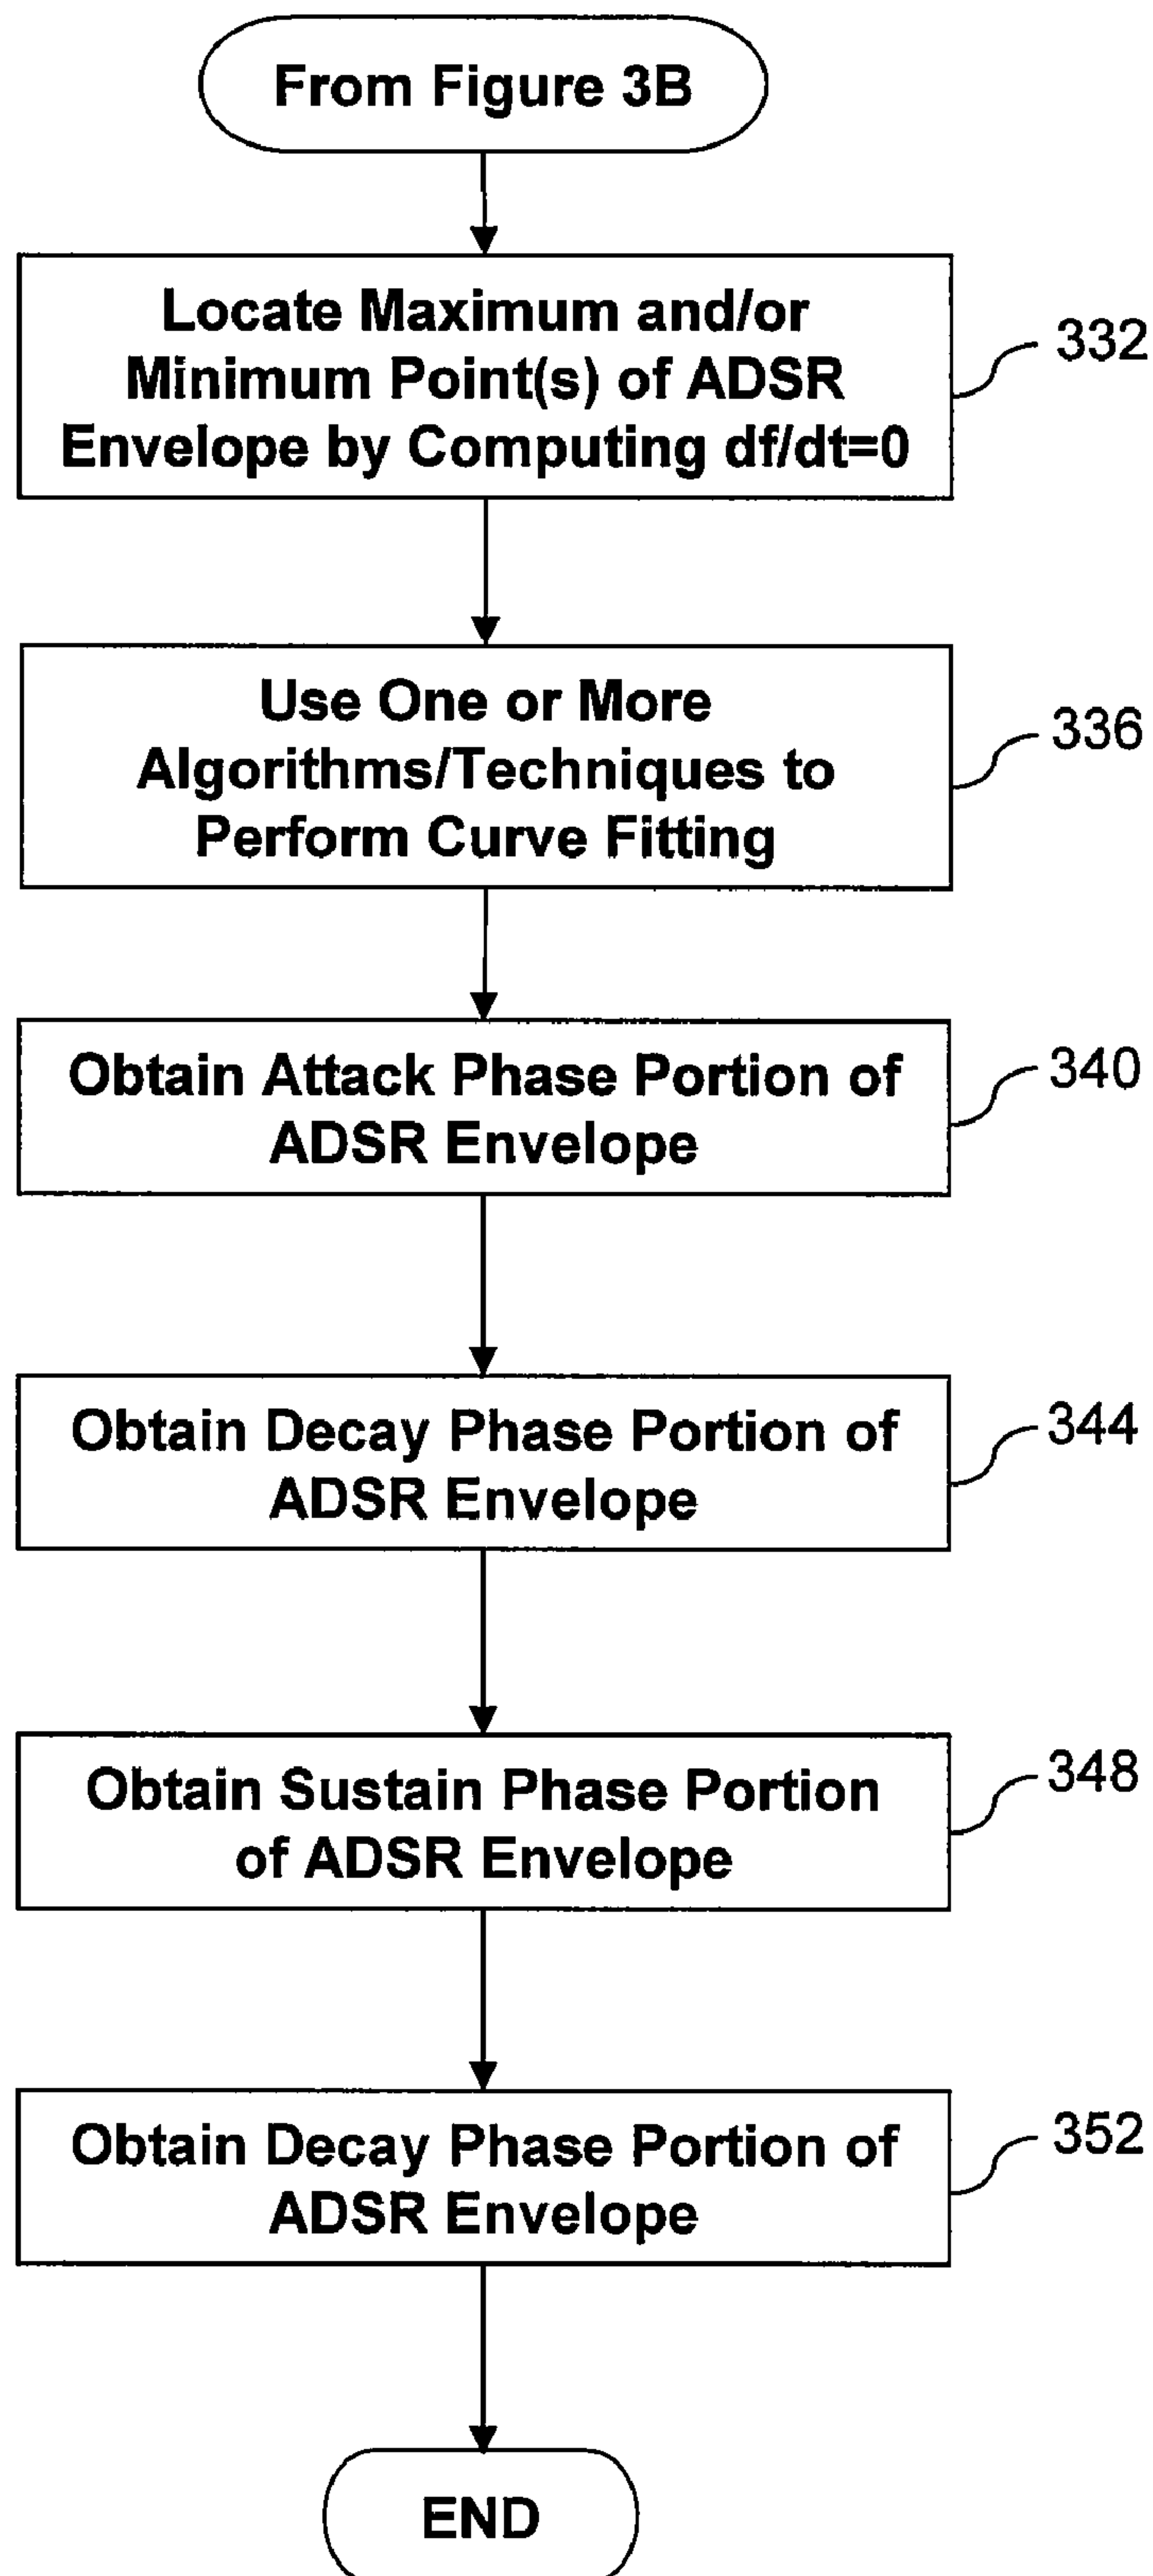 From Figure 3B
Locate Maximum and/or
Minimum Point(s) of ADSR
Envelope by Computing df/dt=0
332
Use One or More
Algorithms/Techniques to
Perform Curve Fitting
336
Obtain Attack Phase Portion of
ADSR Envelope
340
Obtain Decay Phase Portion of
ADSR Envelope
344
Obtain Sustain Phase Portion
of ADSR Envelope
348
Obtain Decay Phase Portion of
ADSR Envelope
352
END